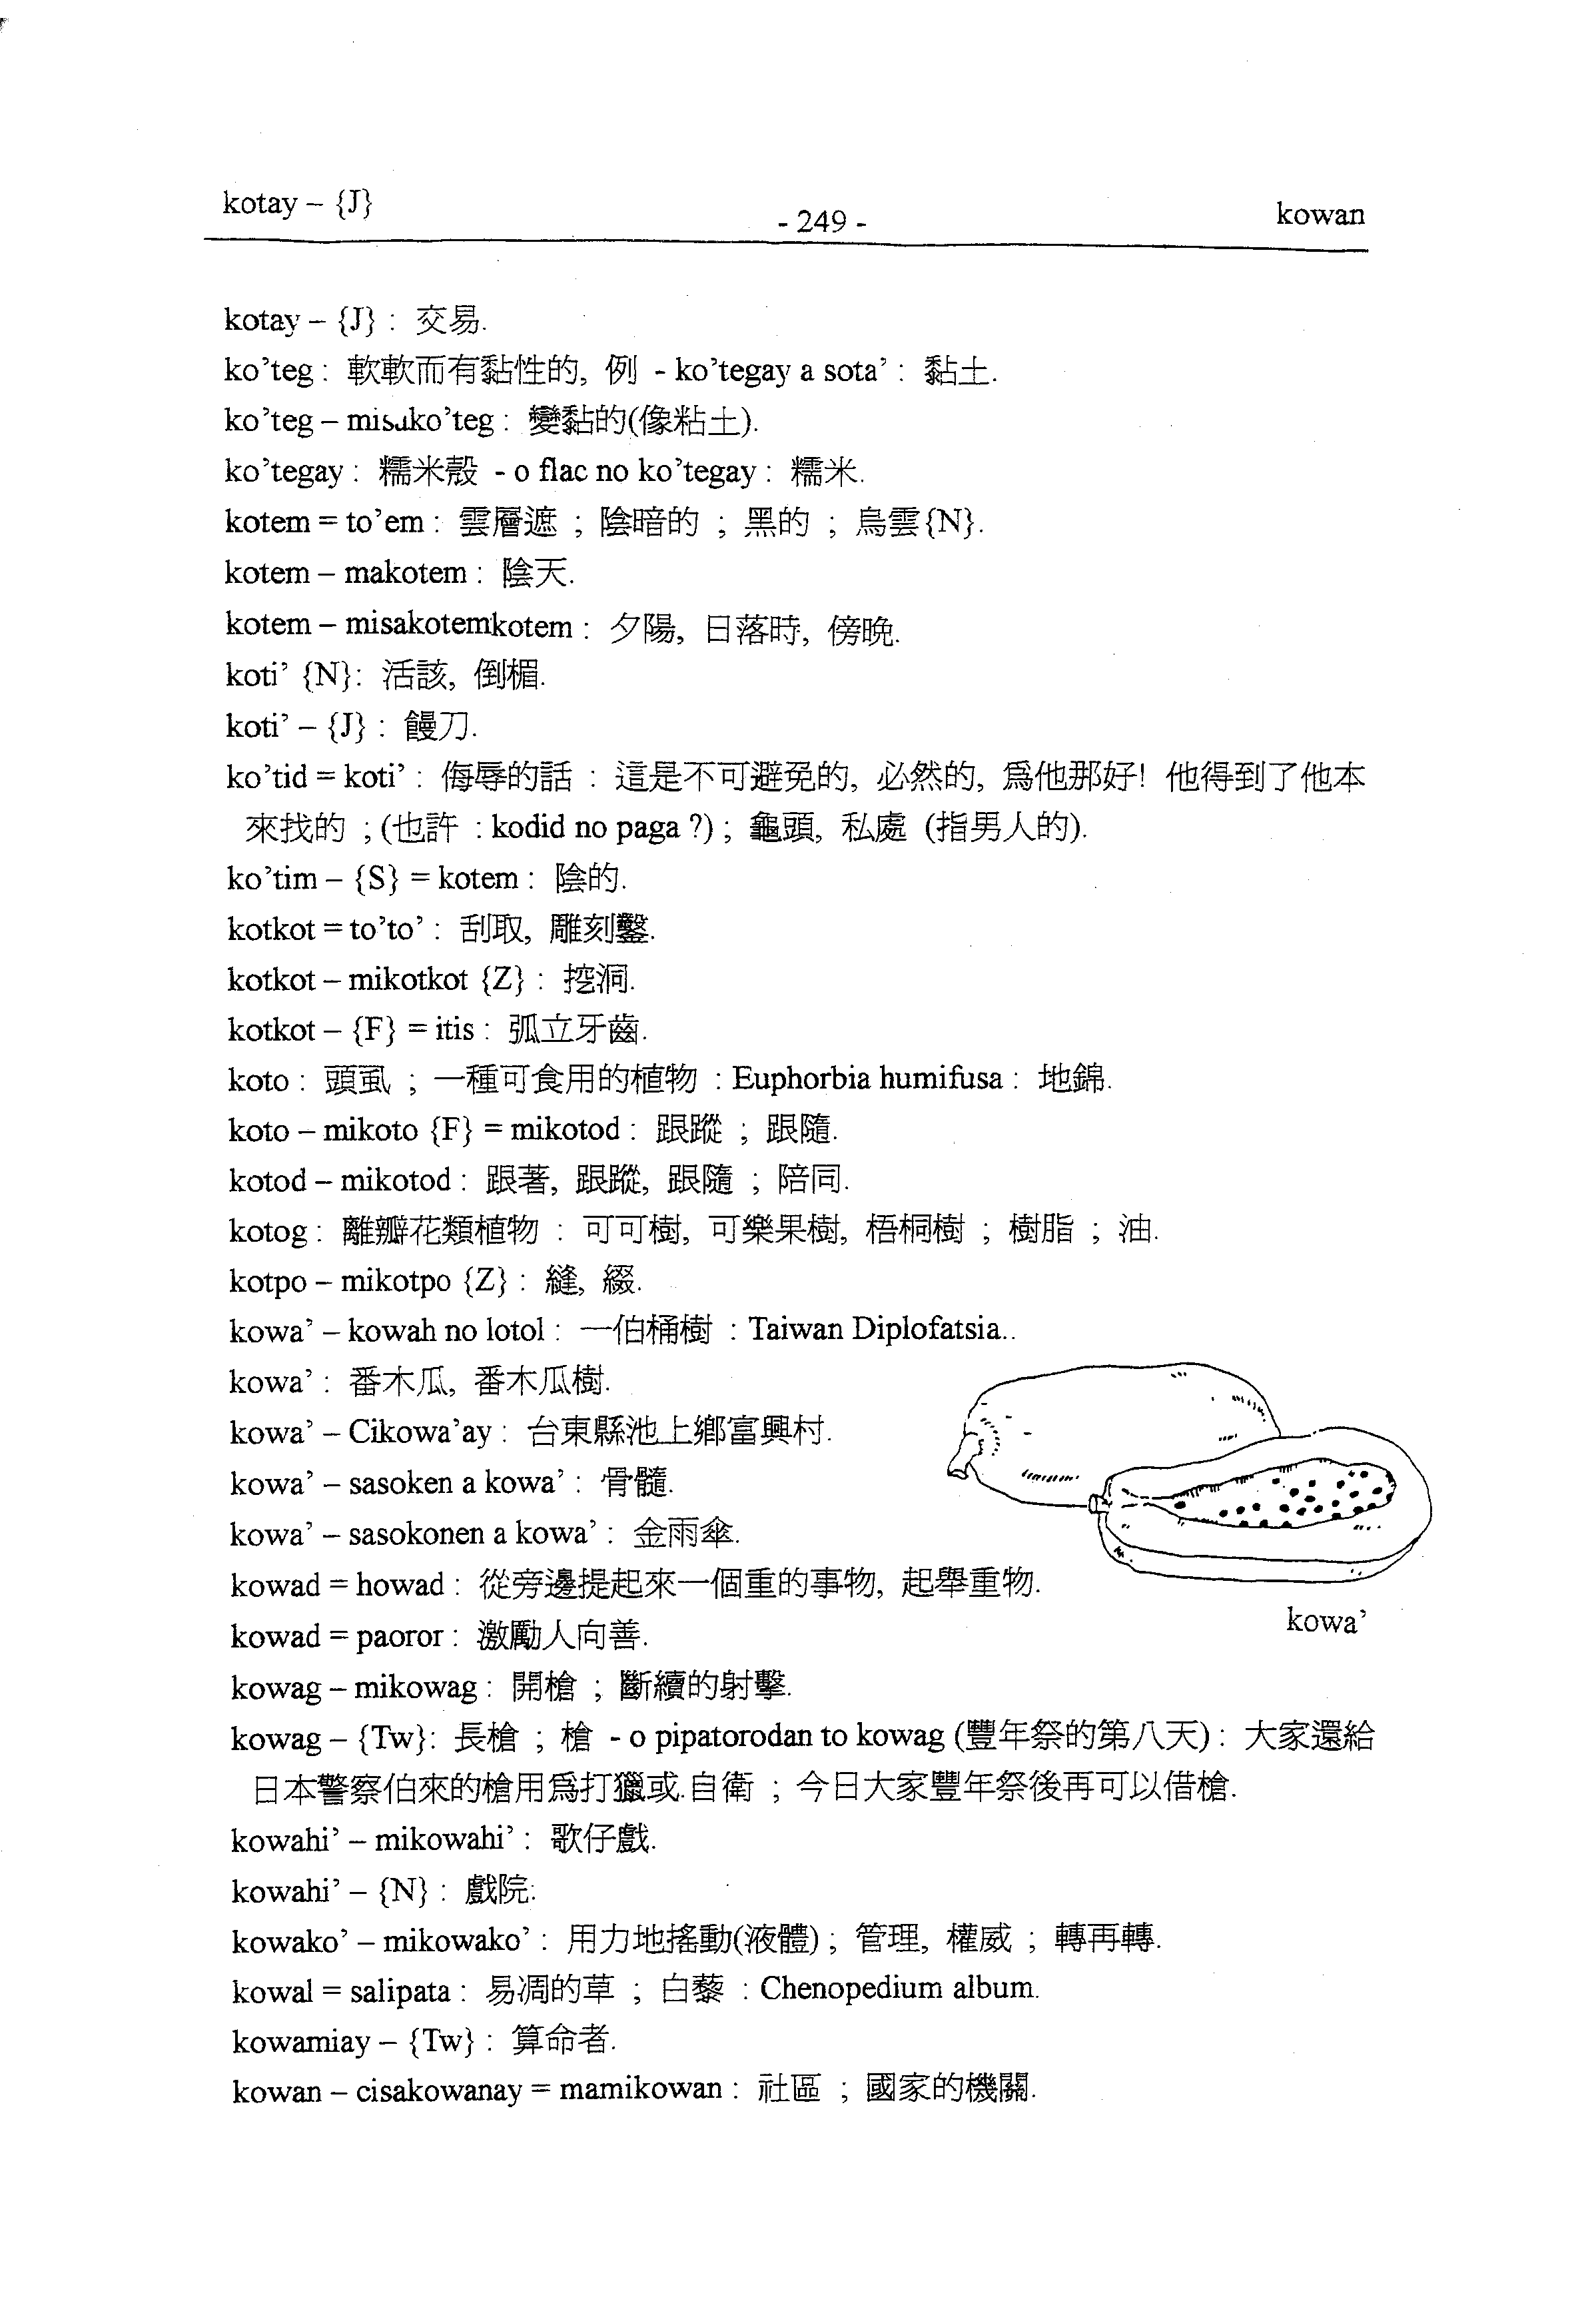 kotay – {J}
- 249 -
kowan
kotay – {J} : 交易.
ko’teg : 軟軟而有黏性的, 例 - ko’tegay a sota’ : 黏土.
ko’teg – misako’teg : 變黏的(像粘土).
ko’tegay : 糯米殼 - o flac no ko’tegay : 糯米.
kotem = to’em : 雲層遮 ; 陰暗的 ; 黑的 ; 烏雲{N}.
kotem – makotem : 陰天.
kotem – misakotemkotem : 夕陽, 日落時, 傍晩.
koti’ {N}: 活該, 倒楣.
koti’ – {J} : 饅刀.
ko’tid = koti’ : 侮辱的話 : 這是不可避免的, 必然的, 爲他那好! 他得到了他本
來找的 ; (也許 : kodid no paga ?) ; 龜頭, 私處 (指男人的).
ko’tim – {S} = kotem : 陰的.
kotkot = to’to’ : 刮取, 雕刻鑿.
kotkot – mikotkot {Z} : 挖洞.
kotkot – {F} = itis : 弧立牙齒.
koto : 頭虱 ; 一種可食用的植物 : Euphorbia humifusa : 地錦.
koto – mikoto {F} = mikotod : 跟蹤 ; 跟隨.
kotod – mikotod : 跟著, 跟蹤, 跟隨 ; 陪同.
kotog : 離瓣花類植物 : 可可樹, 可樂果樹, 梧桐樹 ; 樹脂 ; 油.
kotpo – mikotpo {Z} : 縫, 綴.
kowa’ – kowah no lotol : 一伯桶樹 : Taiwan Diplofatsia..
kowa’ : 番木瓜, 番木瓜樹.
kowa’ – Cikowa’ay : 台東縣池上鄉富興村.
kowa’ – sasoken a kowa’ : 骨髓.
kowa’ – sasokonen a kowa’ : 金雨傘.
kowad = howad : 從旁邊提起來一個重的事物, 起舉重物.
kowa’
kowad = paoror : 激勵人向善.
kowag – mikowag : 開槍 ; 斷續的射擊.
kowag – {Tw}: 長槍 ; 槍 - o pipatorodan to kowag (豐年祭的第八天) : 大家還給
日本警察伯來的槍用爲打獵或.自衛 ; 今日大家豐年祭後再可以借槍.
kowahi’ – mikowahi’ : 歌仔戲.
kowahi’ – {N} : 戲院.
kowako’ – mikowako’ : 用力地搖動(液體) ; 管理, 權威 ; 轉再轉.
kowal = salipata : 易凋的草 ; 白藜 : Chenopedium album.
kowamiay – {Tw} : 算命者.
kowan – cisakowanay = mamikowan : 社區 ; 國家的機關.